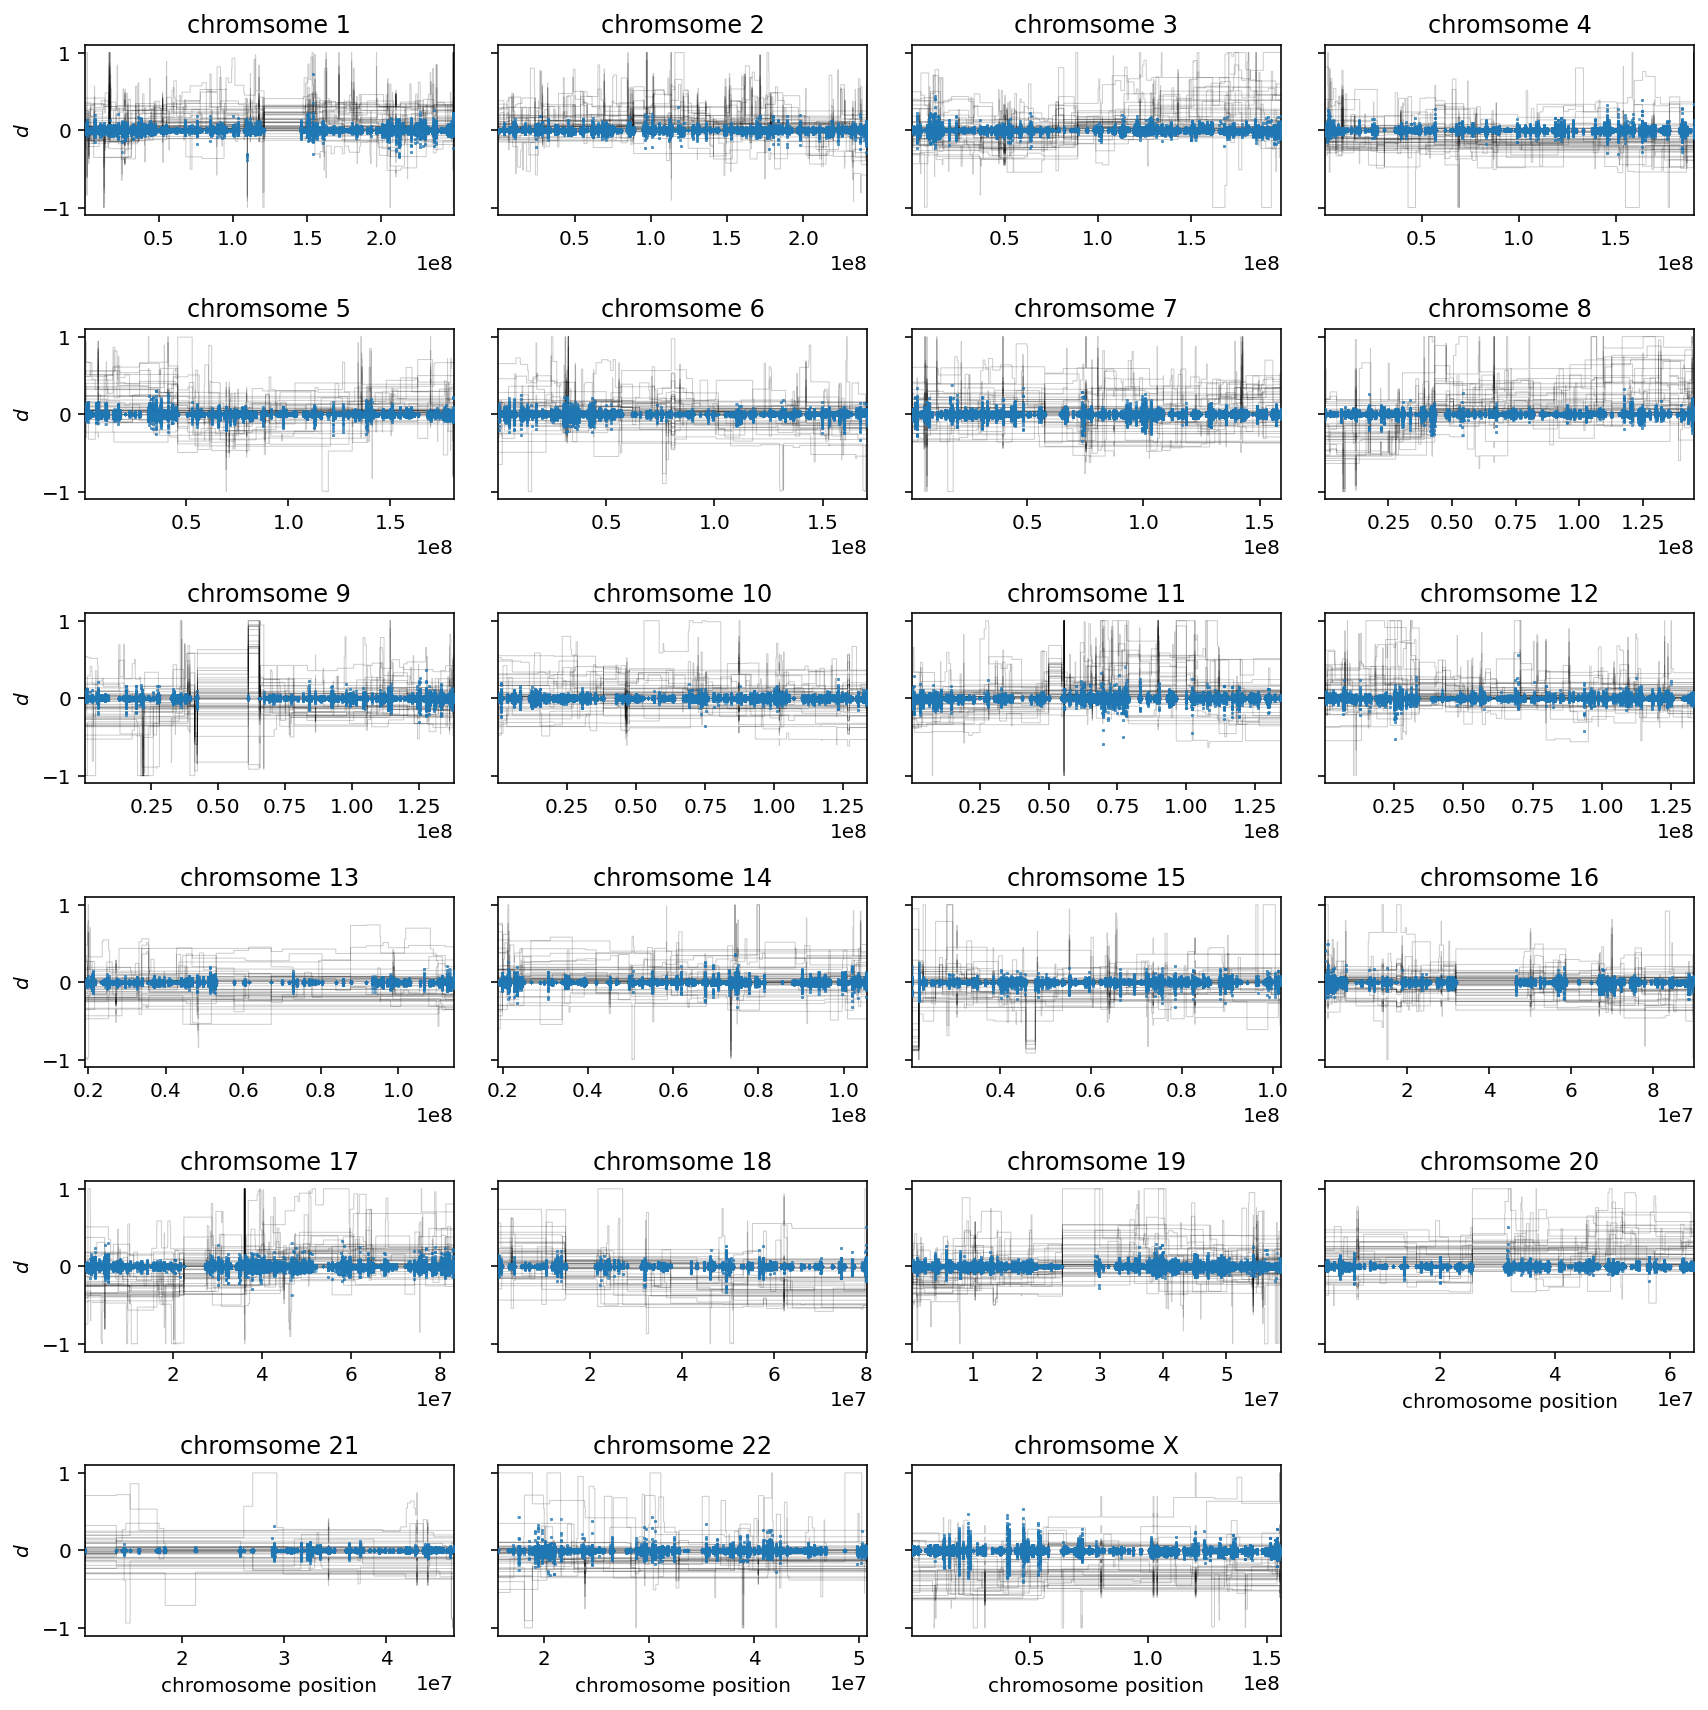 chromsome 1 chromsome 2 chromsome 3 chromsome 4
1
0
−1
d
0.5 1.0 1.5 2.0 0.5 1.0 1.5 2.0 0.5 1.0 1.5 0.5 1.0 1.5
1e8 1e8 1e8 1e8
chromsome 5 chromsome 6 chromsome 7 chromsome 8
1
0
−1
d
0.5 1.0 1.5 0.5 1.0 1.5 0.5 1.0 1.5 0.25 0.50 0.75 1.00 1.25
1e8 1e8 1e8 1e8
chromsome 9 chromsome 10 chromsome 11 chromsome 12
1
0
−1
d
0.25 0.50 0.75 1.00 1.25 0.25 0.50 0.75 1.00 1.25 0.25 0.50 0.75 1.00 1.25 0.25 0.50 0.75 1.00 1.25
1e8 1e8 1e8 1e8
chromsome 13 chromsome 14 chromsome 15 chromsome 16
1
0
−1
d
0.2 0.4 0.6 0.8 1.0 0.2 0.4 0.6 0.8 1.0 0.4 0.6 0.8 1.0 2 4 6 8
1e8 1e8 1e8 1e7
chromsome 17 chromsome 18 chromsome 19 chromsome 20
1
0
−1
d
2 4 6 8 2 4 6 8 1 2 3 4 5 2 4 6
1e7 1e7 1e7 chromosome position 1e7
chromsome 21 chromsome 22 chromsome X
1
0
−1
d
2 3 4 2 3 4 5 0.5 1.0 1.5
chromosome position 1e7 chromosome position 1e7 chromosome position 1e8